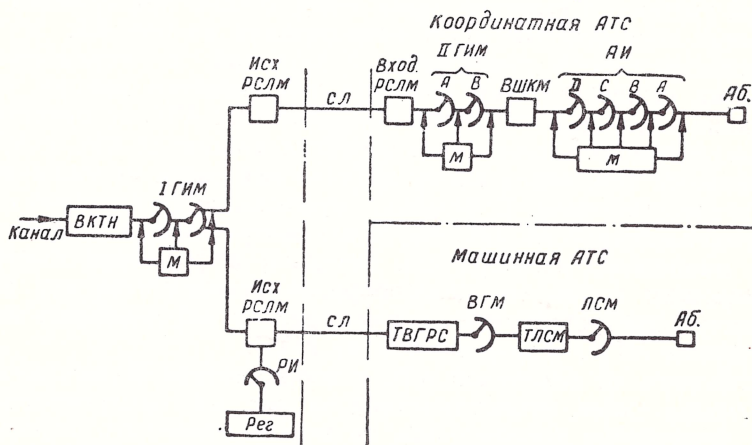 Координатная АТС
Исх РСЛМ
СЛ
Вход. РСЛМ
II ГИМ
А В
М
ВШКМ
АИ
D С В А
М
Аб.
Канал
ВКТН
I ГИМ
М
Машинная АТС
Исх РСЛМ
РИ
Рег
СЛ
ТВГРС
ВГМ
ТЛСМ
ЛСМ
Аб.